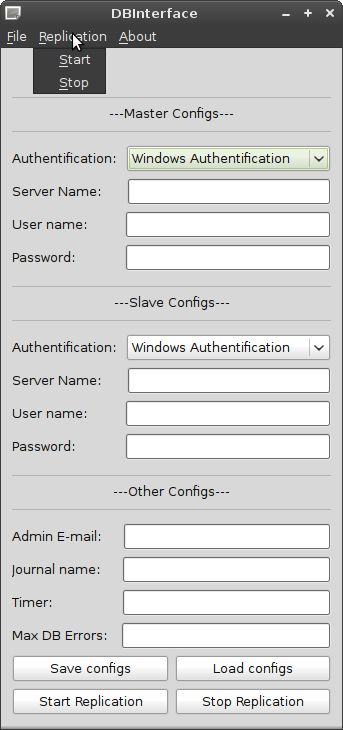 DBInterface
File Replication About
Start
Stop
---Master Configs---
Authentification: Windows Authentification
Server Name:
User name:
Password:
---Slave Configs---
Authentification: Windows Authentification
Server Name:
User name:
Password:
---Other Configs---
Admin E-mail:
Journal name:
Timer:
Max DB Errors:
Save configs Load configs
Start Replication Stop Replication